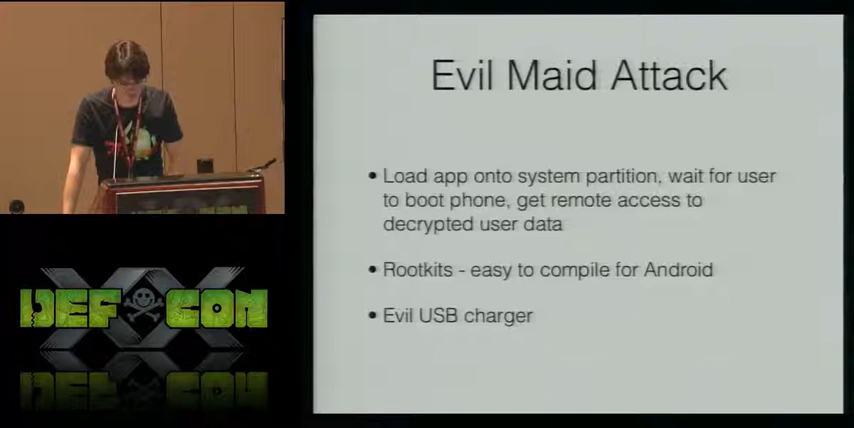 Evil Maid Attack
• Load app onto system partition, wait for user
to boot phone, get remote access to
decrypted user data
• Rootkits - easy to compile for Android
• Evil USB charger
DEF CON
XX